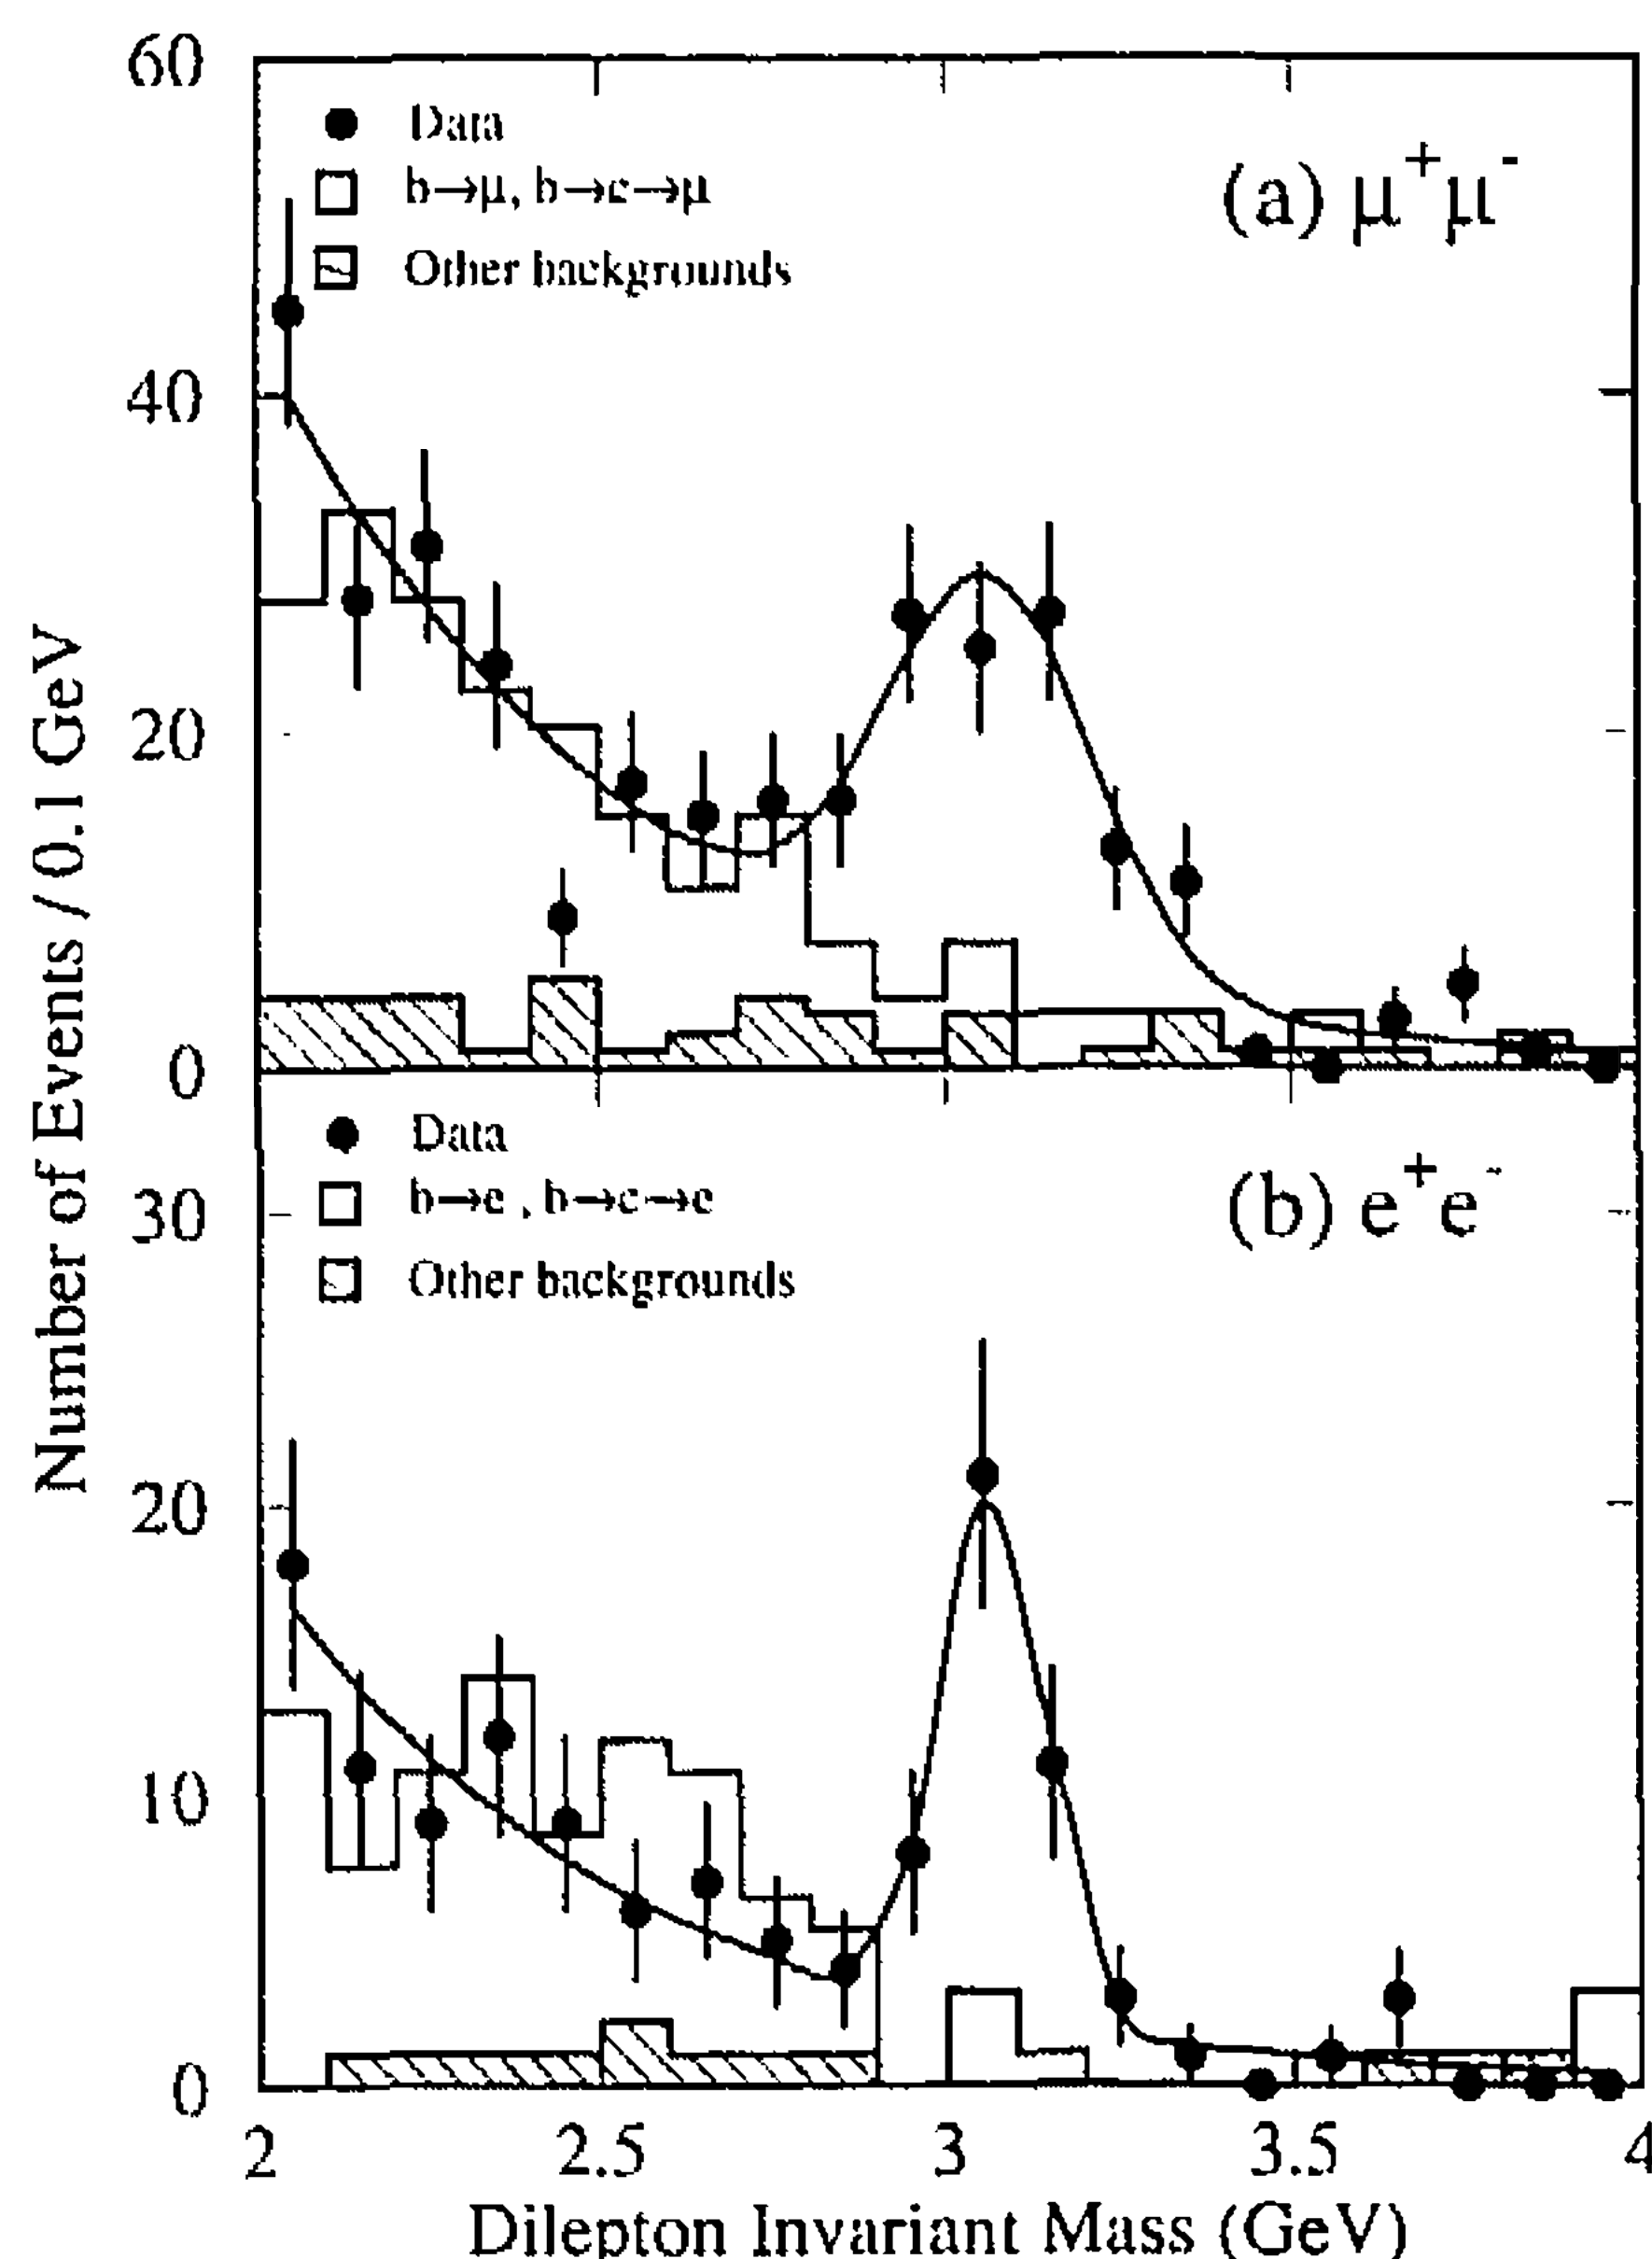 60
40
20
0
Data
b→μ, b→c→μ
Other backgrounds
(a) μ+μ-
Number of Events / 0.1 GeV
30
20
10
0
Data
b→e , b→c→e
Other backgrounds
(b) e+e-
2 2.5 3 3.5 4
Dilepton Invariant Mass (GeV)